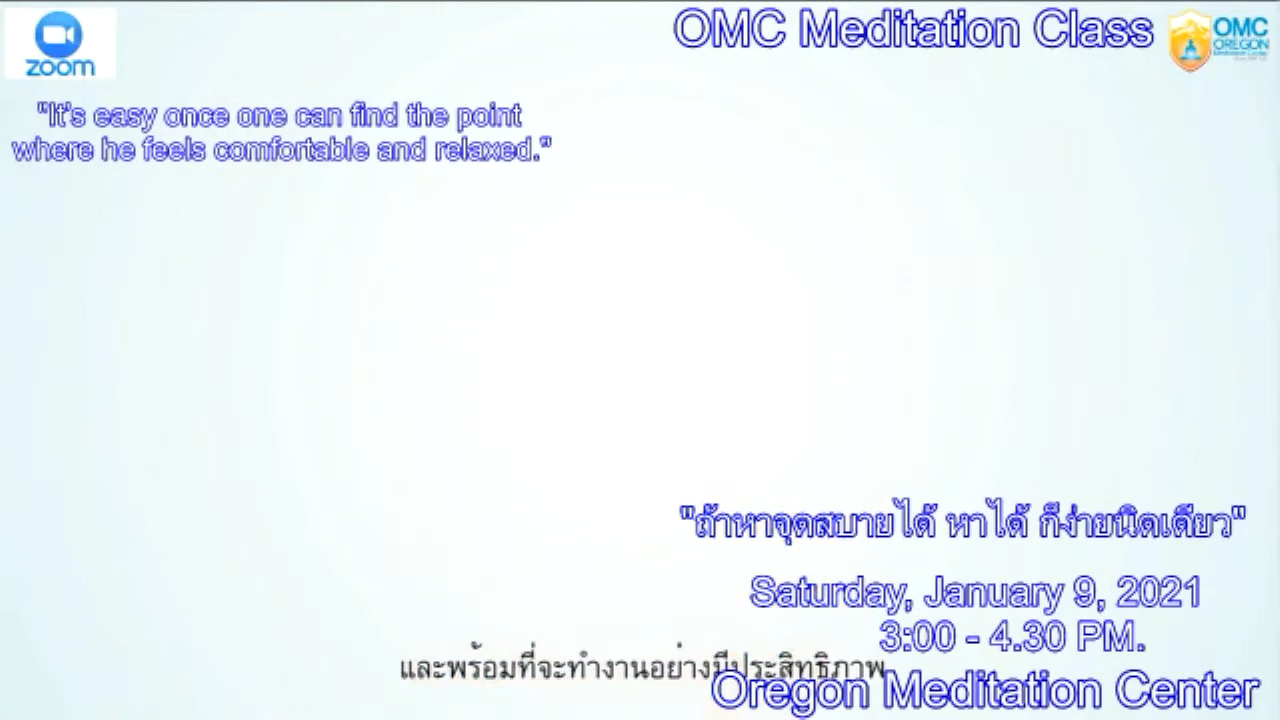 zoom
OMC Meditation Class
OMC
OREGON
"It's easy once one can find the point
where he feels comfortable and relaxed."
"ถ้าหาจุดสบายได้ หาได้ ก็ง่ายนิดเดียว"
Saturday, January 9, 2021
3:00 - 4.30 PM.
และพร้อมที่จะทำงานอย่างมีประสิทธิภาพ
Oregon Meditation Center